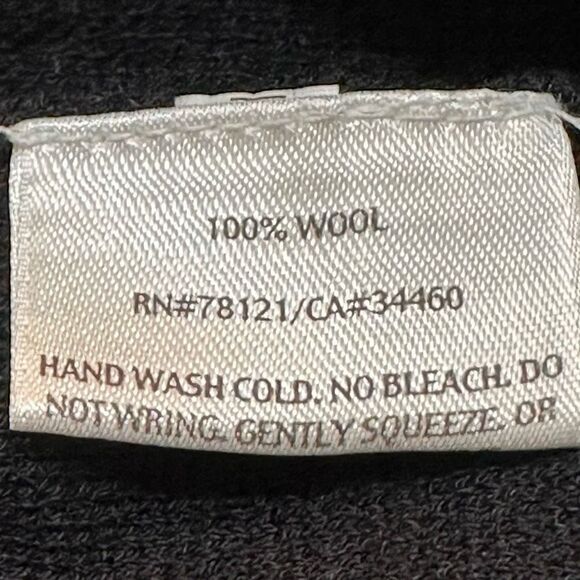 100% WOOL
RN#78121/CA#34460
HAND WASH COLD. NO BLEACH. DO
NOT WRING. GENTLY SQUEEZE. OR